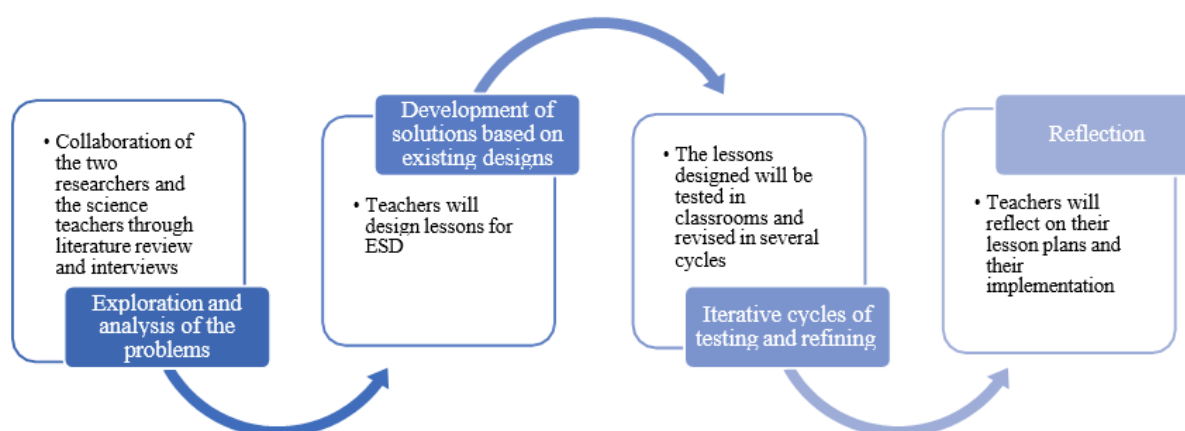 • Collaboration of
the two
researchers and
the science
teachers through
literature review
and interviews
Exploration and
analysis of the
problems
Development of
solutions based on
existing designs
• Teachers will
design lessons for
ESD
• The lessons
designed will be
tested in
classrooms and
revised in several
cycles
Iterative cycles of
testing and refining
Reflection
• Teachers will
reflect on their
lesson plans and
their
implementation